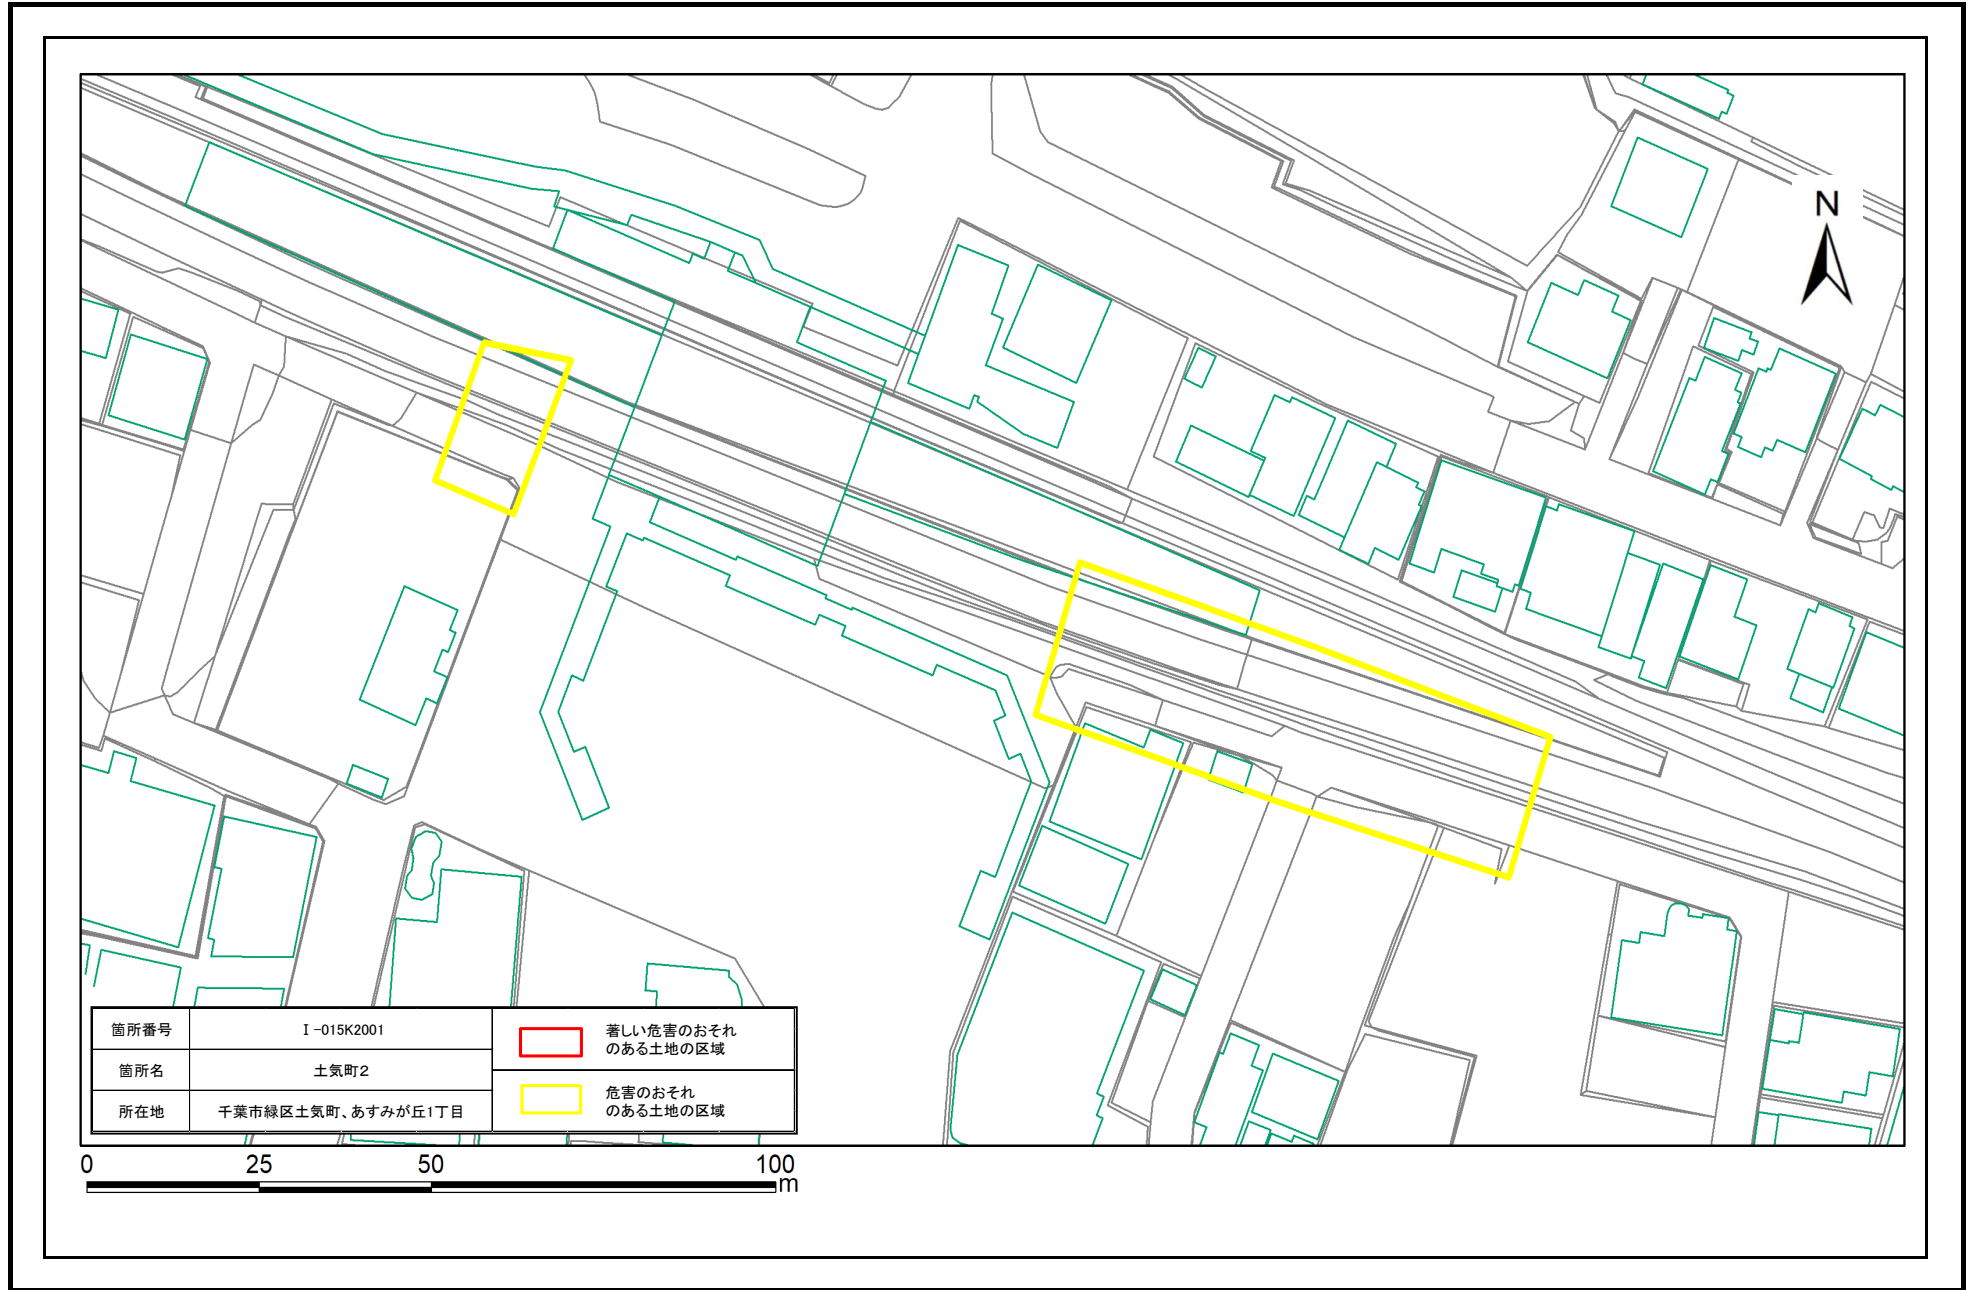 N
箇所番号
Ⅰ-015K2001
著しい危害のおそれ
のある土地の区域
箇所名
土気町2
危害のおそれ
のある土地の区域
所在地
千葉市緑区土気町、あすみが丘1丁目
0 25 50 100
m